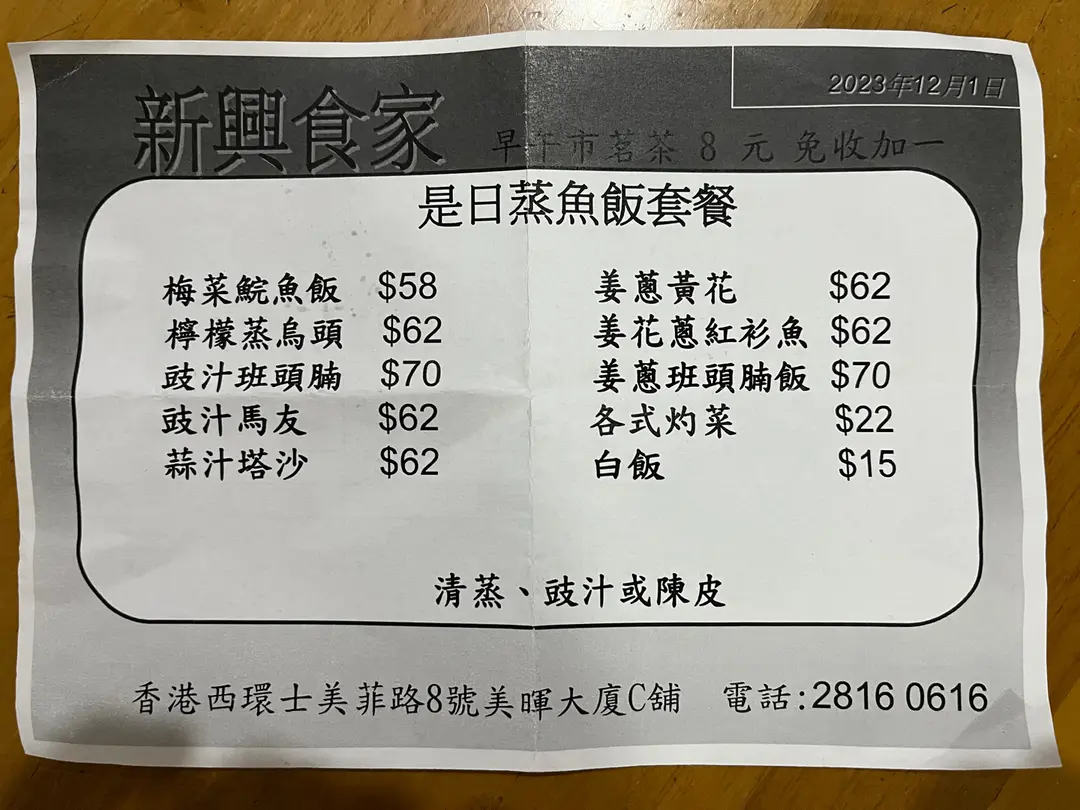 2023年12月1日
新興食家 早午市茗茶 8 元 免收加一
是日蒸魚飯套餐
梅菜鯇魚飯 $58
檸檬蒸烏頭 $62
豉汁班頭腩 $70
豉汁馬友 $62
蒜汁塔沙 $62
姜蔥黃花 $62
姜花蔥紅衫魚 $62
姜蔥班頭腩飯 $70
各式灼菜 $22
白飯 $15
清蒸、豉汁或陳皮
香港西環士美菲路8號美暉大廈C舖 電話:2816 0616